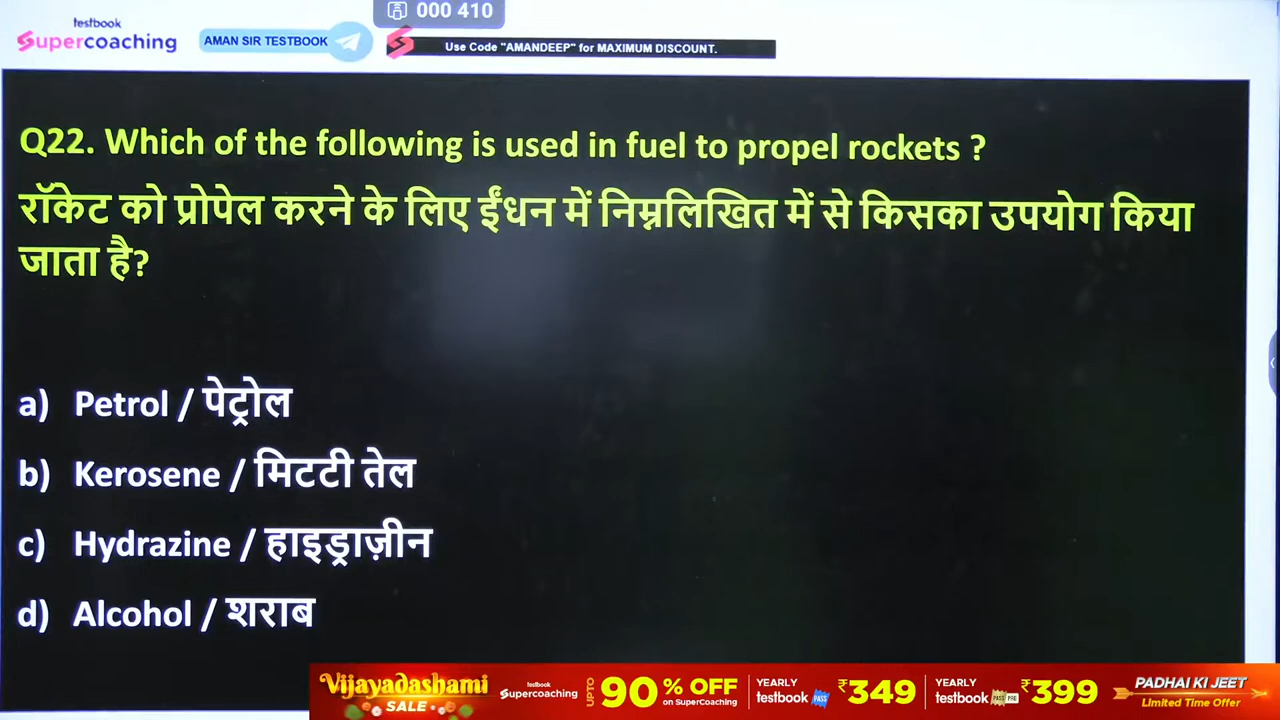 testbook
Supercoaching
AMAN SIR TESTBOOK
000 410
Use Code "AMANDEEP" for MAXIMUM DISCOUNT.
Q22. Which of the following is used in fuel to propel rockets ?
रॉकेट को प्रोपेल करने के लिए ईंधन में निम्नलिखित में से किसका उपयोग किया
जाता है?
a) Petrol / पेट्रोल
b) Kerosene / मिटटी तेल
c) Hydrazine / हाइड्राज़ीन
d) Alcohol / शराब
Vijayadashami
SALE
testbook
Supercoaching
UPTO 90% OFF
on SuperCoaching
YEARLY
testbook PASS
₹349
YEARLY
testbook PASS PRO
₹399
PADHAI KI JEET
Limited Time Offer